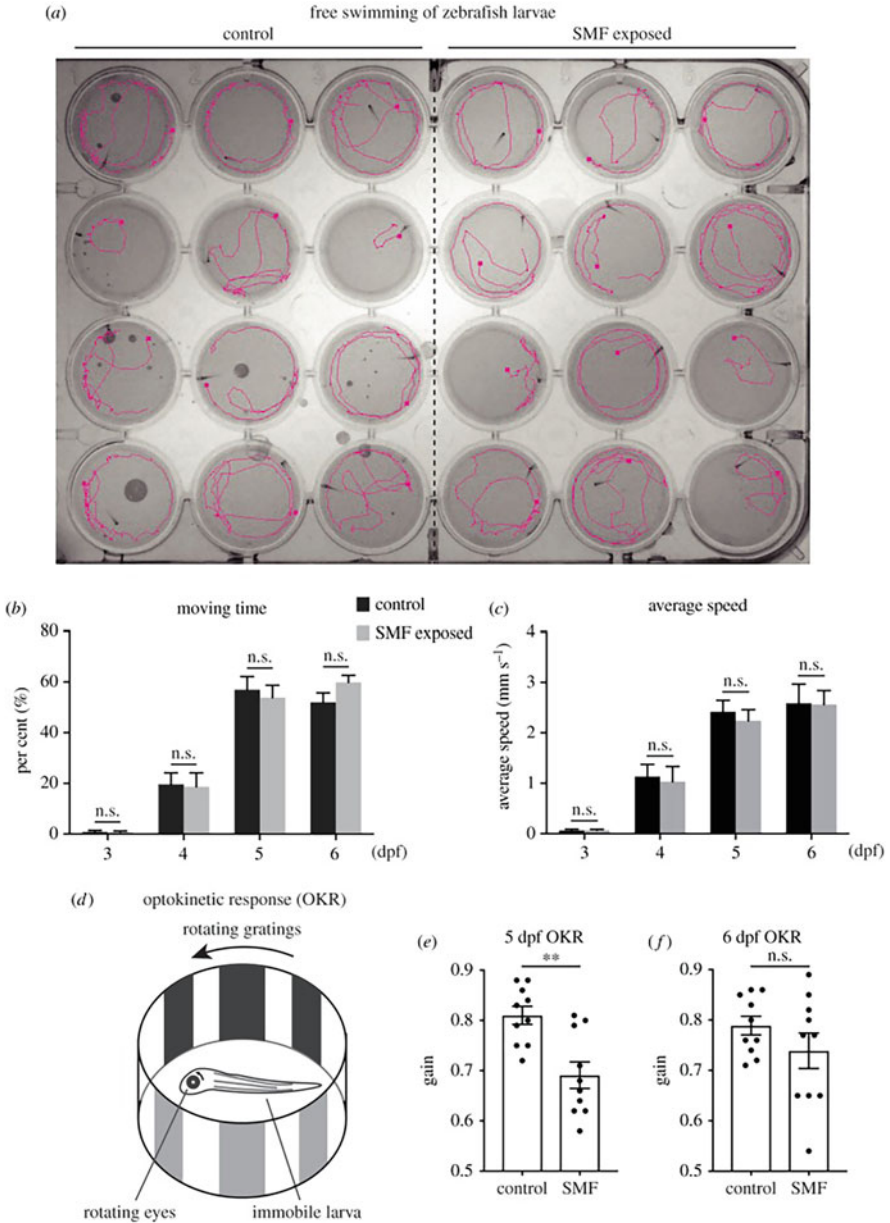 (a) free swimming of zebrafish larvae
control SMF exposed
(b) moving time
control
SMF exposed
per cent (%)
80
60
40
20
0
n.s.
n.s.
n.s.
n.s.
3 4 5 6 (dpf)
(c) average speed
average speed (mm s⁻¹)
4
3
2
1
0
n.s.
n.s.
n.s.
n.s.
3 4 5 6 (dpf)
(d) optokinetic response (OKR)
rotating gratings
rotating eyes immobile larva
(e) 5 dpf OKR
**
gain
0.9
0.8
0.7
0.6
0.5
control SMF
(f) 6 dpf OKR
n.s.
gain
0.9
0.8
0.7
0.6
0.5
control SMF